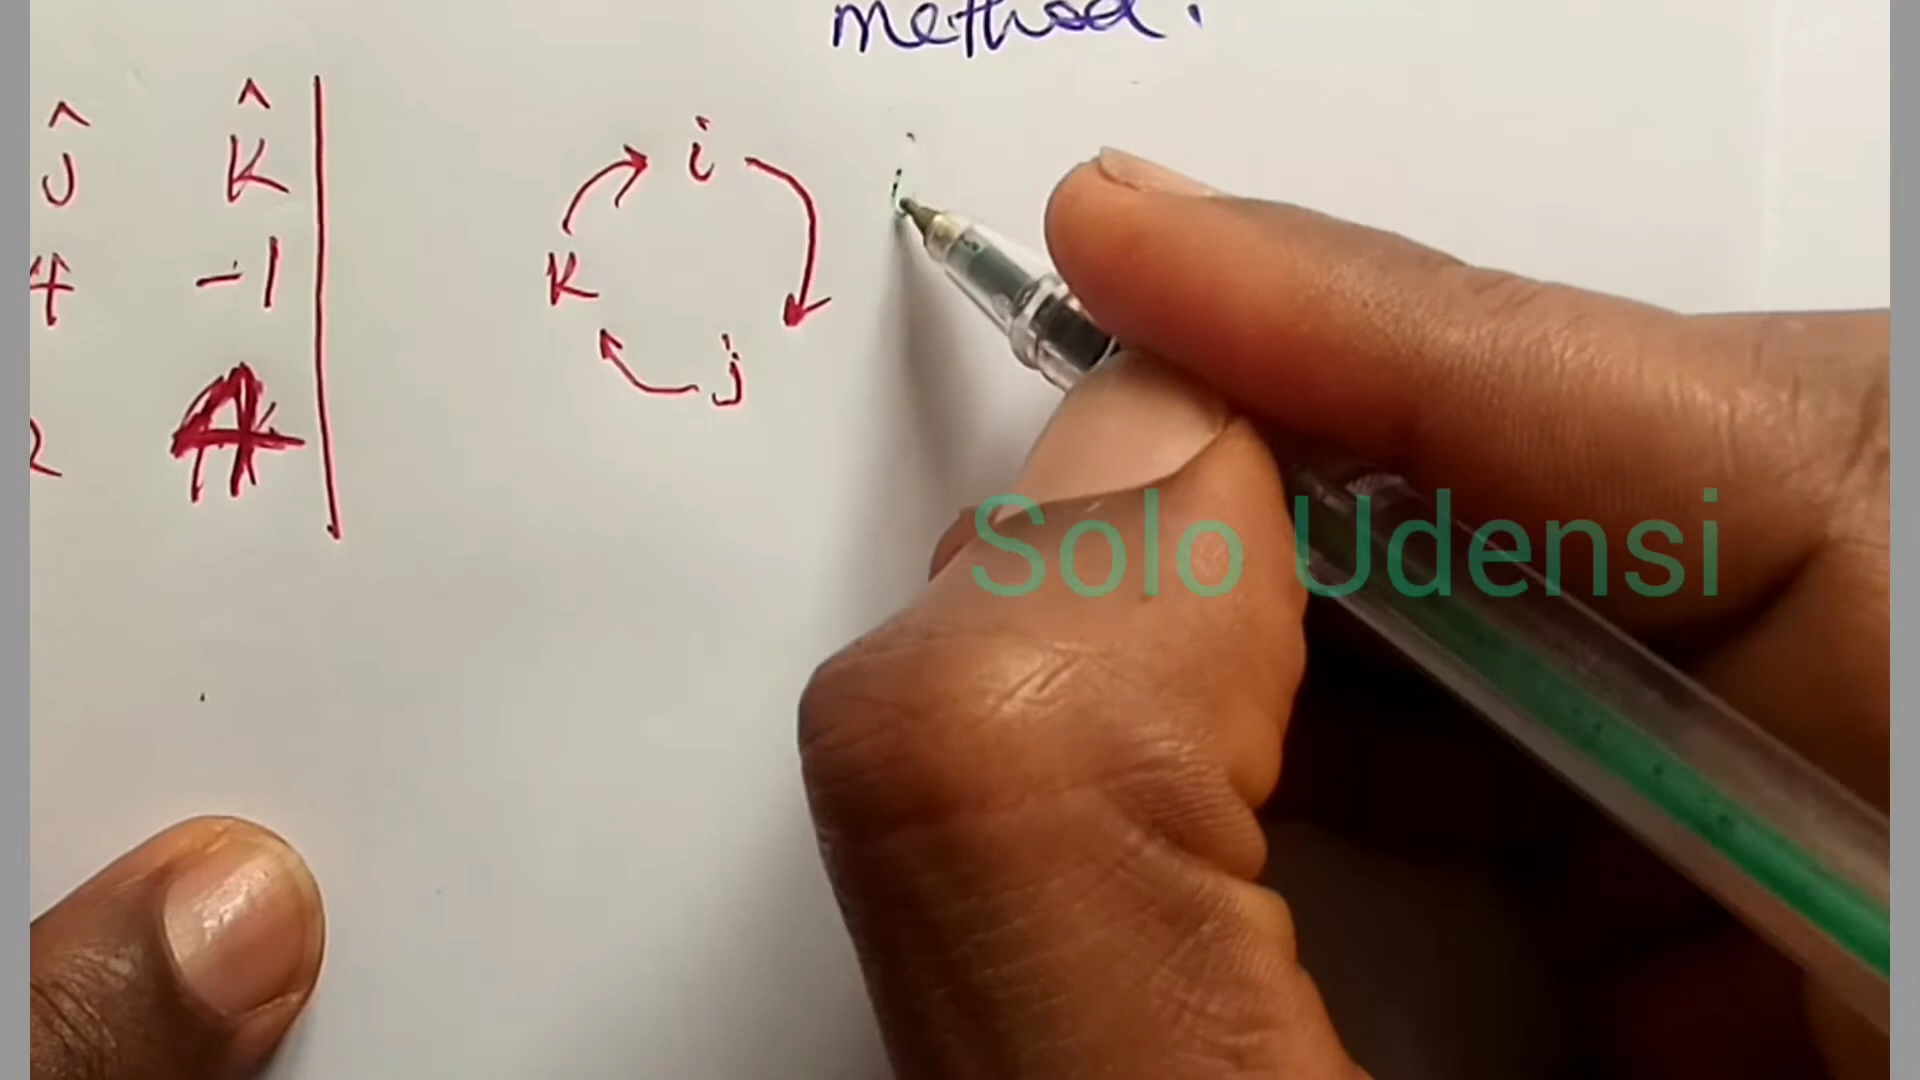 method.
ĵ k̂
i
4 -1
K
j
2 4
Solo Udensi
i